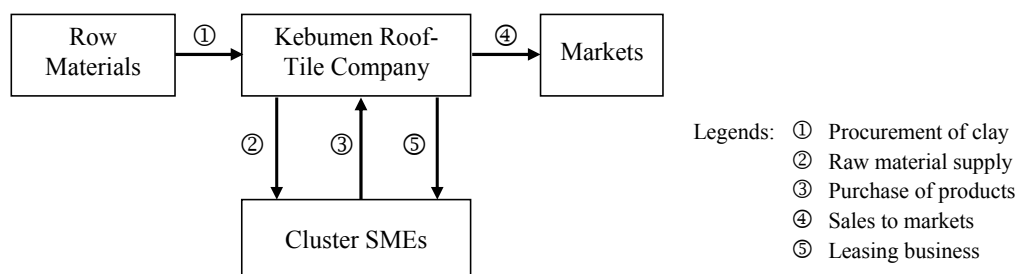 Row
Materials
①
Kebumen Roof-
Tile Company
④
Markets
②
③
⑤
Cluster SMEs
Legends: ① Procurement of clay
② Raw material supply
③ Purchase of products
④ Sales to markets
⑤ Leasing business